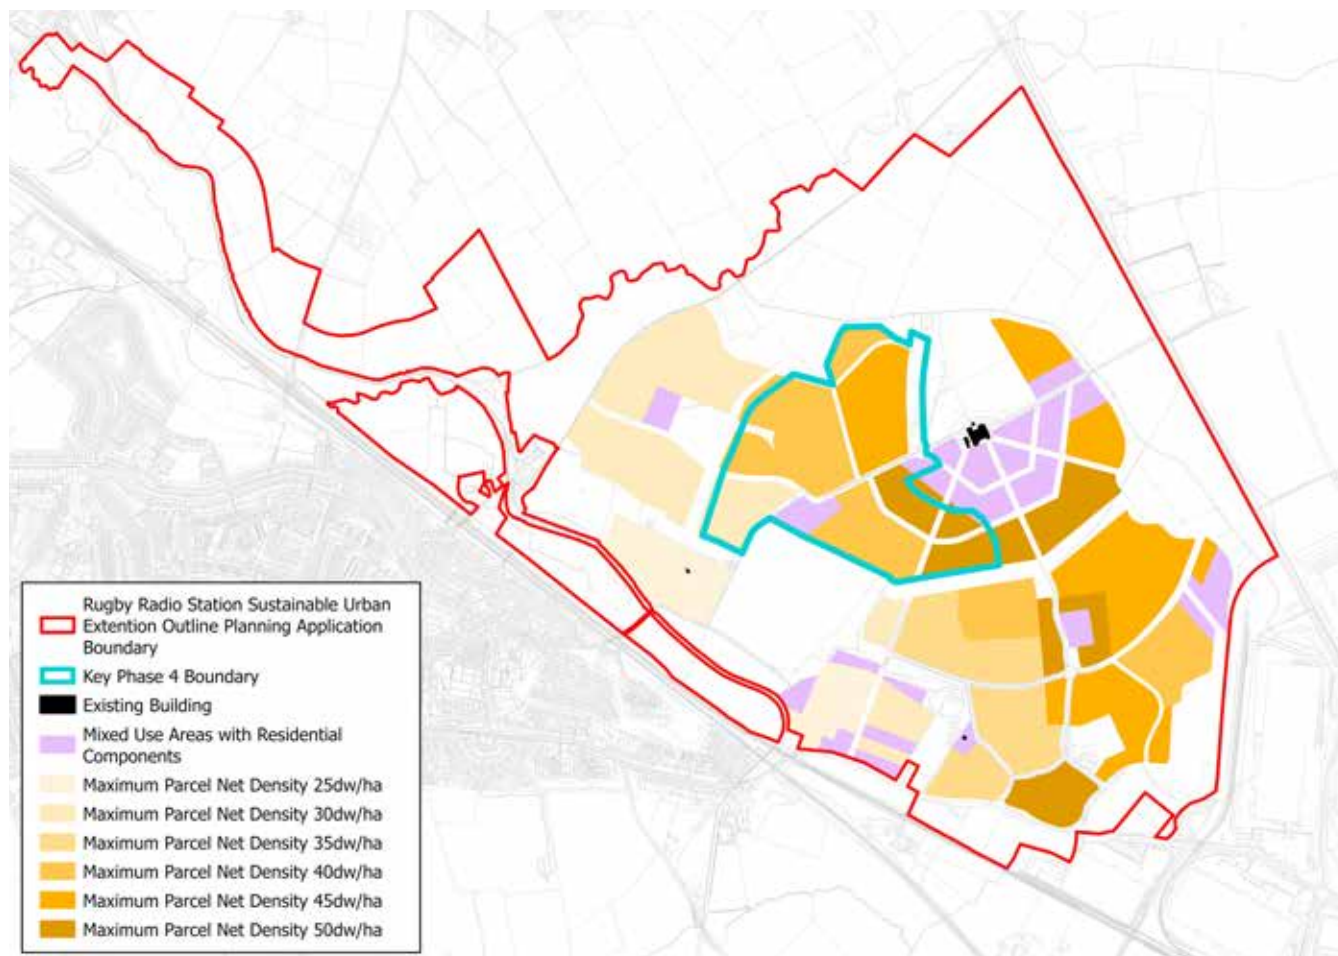 Rugby Radio Station Sustainable Urban
Extention Outline Planning Application
Boundary
Key Phase 4 Boundary
Existing Building
Mixed Use Areas with Residential
Components
Maximum Parcel Net Density 25dw/ha
Maximum Parcel Net Density 30dw/ha
Maximum Parcel Net Density 35dw/ha
Maximum Parcel Net Density 40dw/ha
Maximum Parcel Net Density 45dw/ha
Maximum Parcel Net Density 50dw/ha